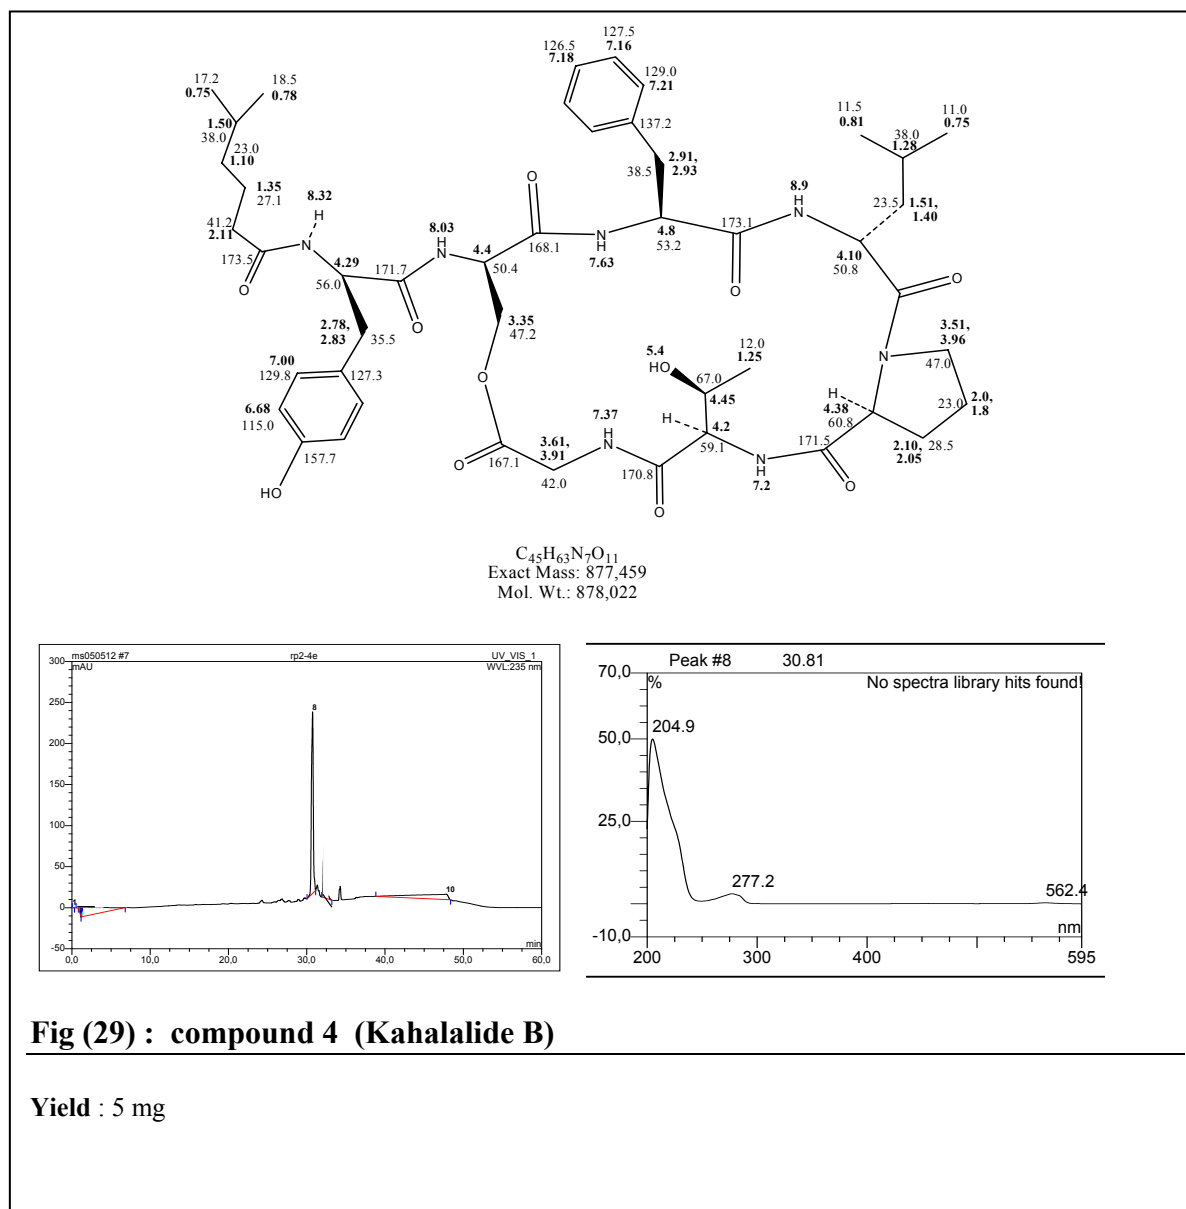 17.2
0.75
18.5
0.78
1.50
38.0
23.0
1.10
1.35
27.1
41.2
2.11
8.32
H
N
173.5
O
4.29
56.0
171.7
O
8.03
H
N
2.78,
2.83
35.5
7.00
129.8
127.3
6.68
115.0
157.7
HO
4.4
50.4
3.35
47.2
O
O
168.1
N
H
7.63
127.5
7.16
126.5
7.18
129.0
7.21
137.2
2.91,
2.93
38.5
4.8
53.2
173.1
O
8.9
H
N
11.5
0.81
11.0
0.75
38.0
1.28
23.5
1.51,
1.40
4.10
50.8
O
N
3.51,
3.96
47.0
23.0
2.0,
1.8
2.10,
2.05
28.5
H
4.38
60.8
171.5
O
5.4
HO
12.0
1.25
67.0
4.45
H
4.2
59.1
N
H
7.2
170.8
O
7.37
H
N
3.61,
3.91
42.0
167.1
O
C45H63N7O11
Exact Mass: 877,459
Mol. Wt.: 878,022
ms050512 #7 rp2-4e UV_VIS_1
mAU WVL:235 nm
300
250
200
150
100
50
0
-50
8
10
min
0,0 10,0 20,0 30,0 40,0 50,0 60,0
Peak #8 30.81
% No spectra library hits found!
70,0
50,0
25,0
-10,0
204.9
277.2
562.4
nm
200 300 400 595
Fig (29) : compound 4 (Kahalalide B)
Yield : 5 mg